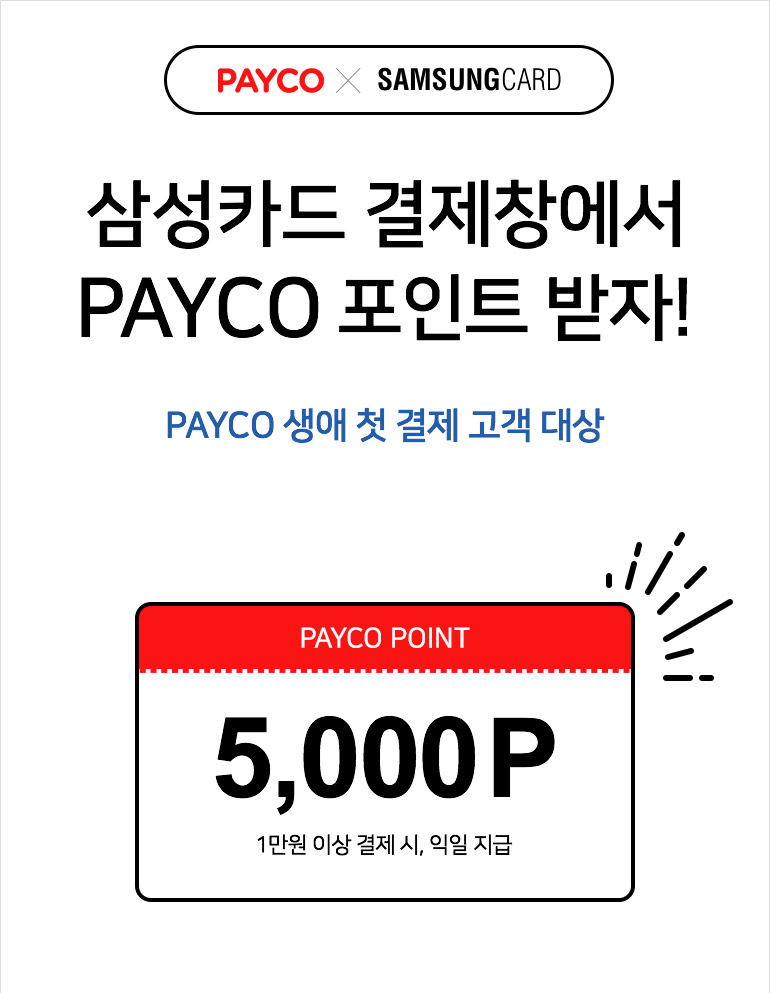 PAYCO × SAMSUNGCARD
삼성카드 결제창에서
PAYCO 포인트 받자!
PAYCO 생애 첫 결제 고객 대상
PAYCO POINT
5,000P
1만원 이상 결제 시, 익일 지급